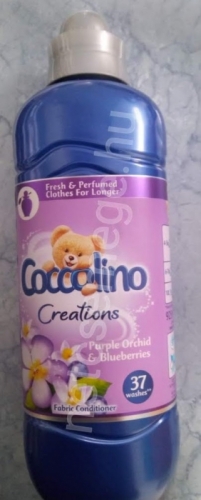 Fresh & Perfumed
Clothes For Longer
Coccolino
Creations
Purple Orchid
& Blueberries
37
washes
Fabric Conditioner